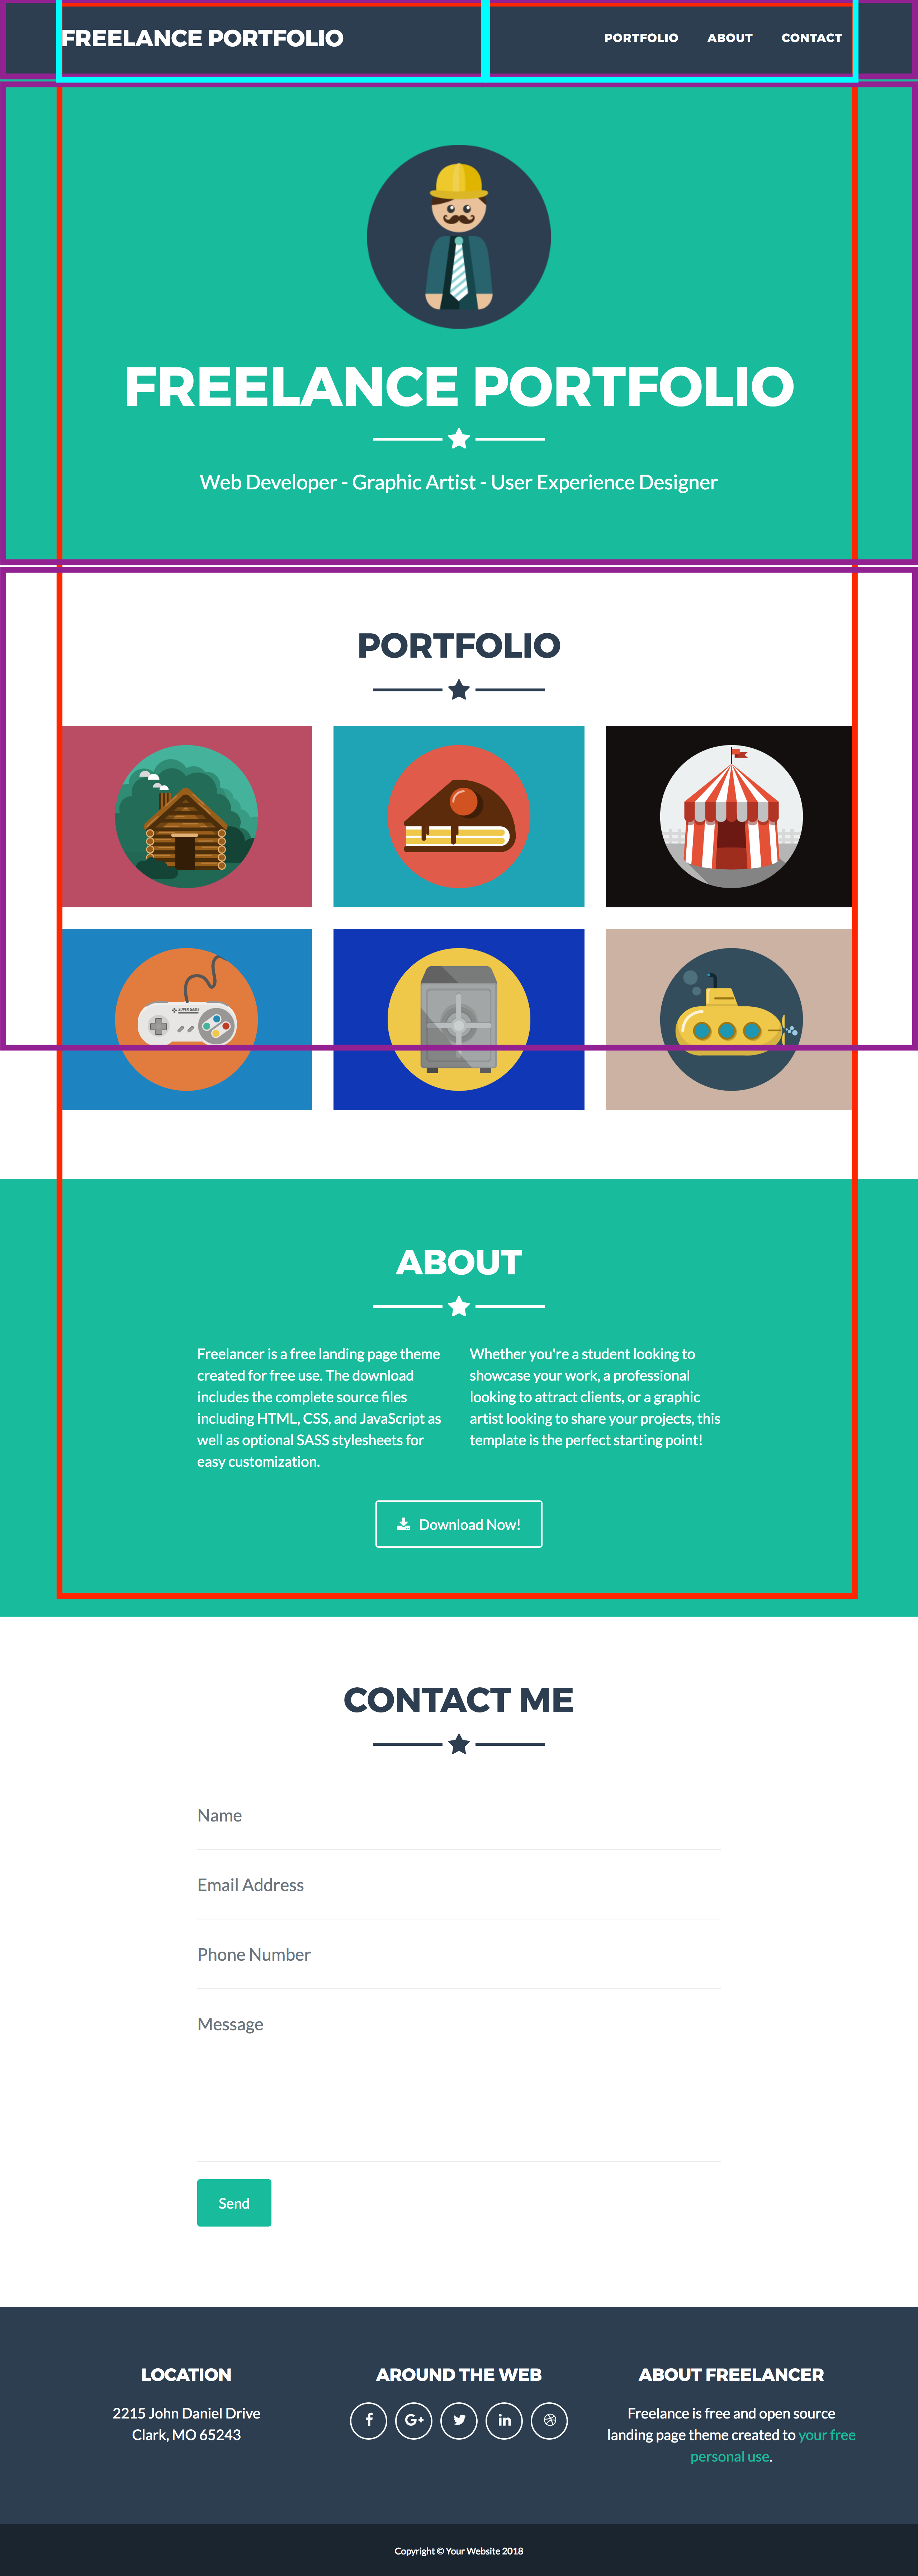 FREELANCE PORTFOLIO
PORTFOLIO ABOUT CONTACT
FREELANCE PORTFOLIO
Web Developer - Graphic Artist - User Experience Designer
PORTFOLIO
SUPER GAME
ABOUT
Freelancer is a free landing page theme
created for free use. The download
includes the complete source files
including HTML, CSS, and JavaScript as
well as optional SASS stylesheets for
easy customization.
Whether you're a student looking to
showcase your work, a professional
looking to attract clients, or a graphic
artist looking to share your projects, this
template is the perfect starting point!
Download Now!
CONTACT ME
Name
Email Address
Phone Number
Message
Send
LOCATION
2215 John Daniel Drive
Clark, MO 65243
AROUND THE WEB
f G+ in
ABOUT FREELANCER
Freelance is free and open source
landing page theme created to your free
personal use.
Copyright © Your Website 2018